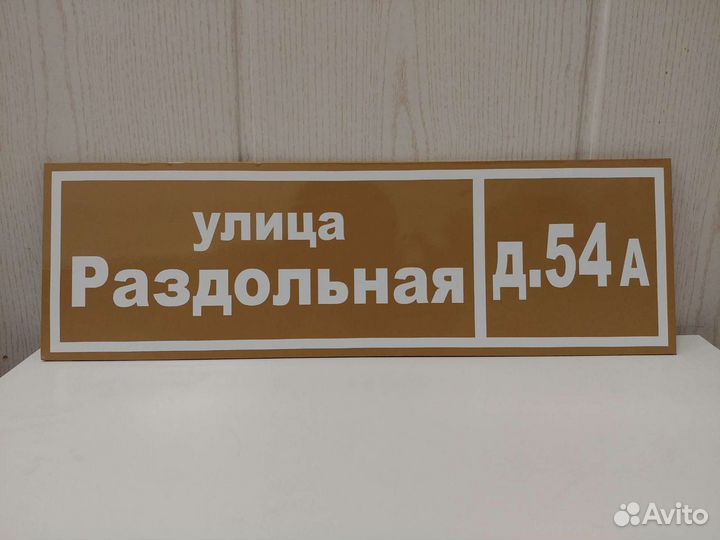 улица
Раздольная
д.54 А
Avito